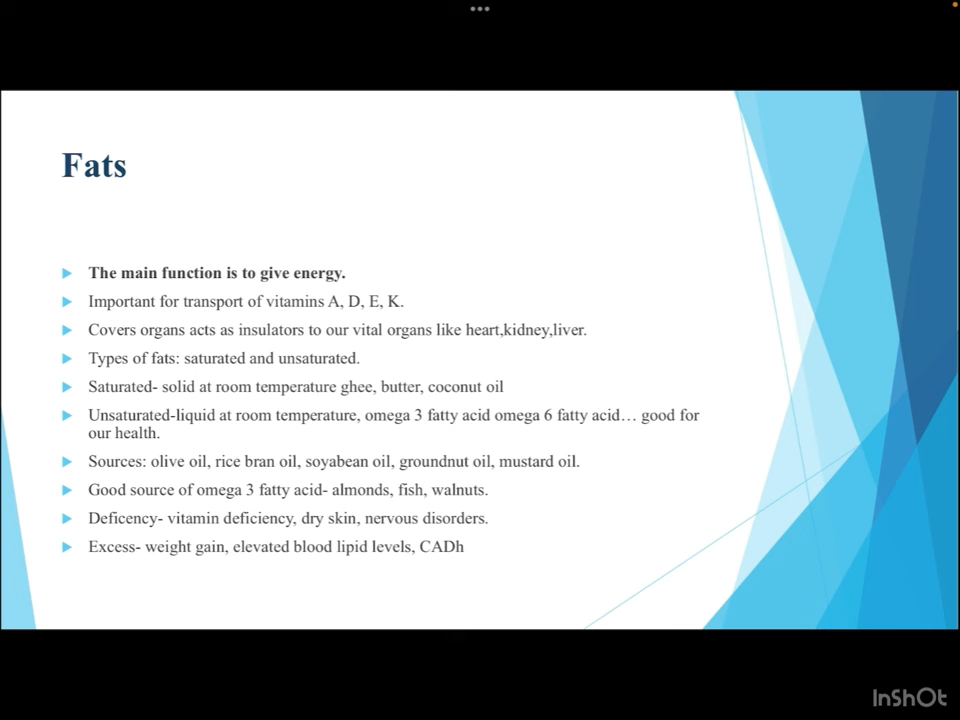 Fats
The main function is to give energy.
Important for transport of vitamins A, D, E, K.
Covers organs acts as insulators to our vital organs like heart,kidney,liver.
Types of fats: saturated and unsaturated.
Saturated- solid at room temperature ghee, butter, coconut oil
Unsaturated-liquid at room temperature, omega 3 fatty acid omega 6 fatty acid… good for
our health.
Sources: olive oil, rice bran oil, soyabean oil, groundnut oil, mustard oil.
Good source of omega 3 fatty acid- almonds, fish, walnuts.
Deficency- vitamin deficiency, dry skin, nervous disorders.
Excess- weight gain, elevated blood lipid levels, CADh
InShOt